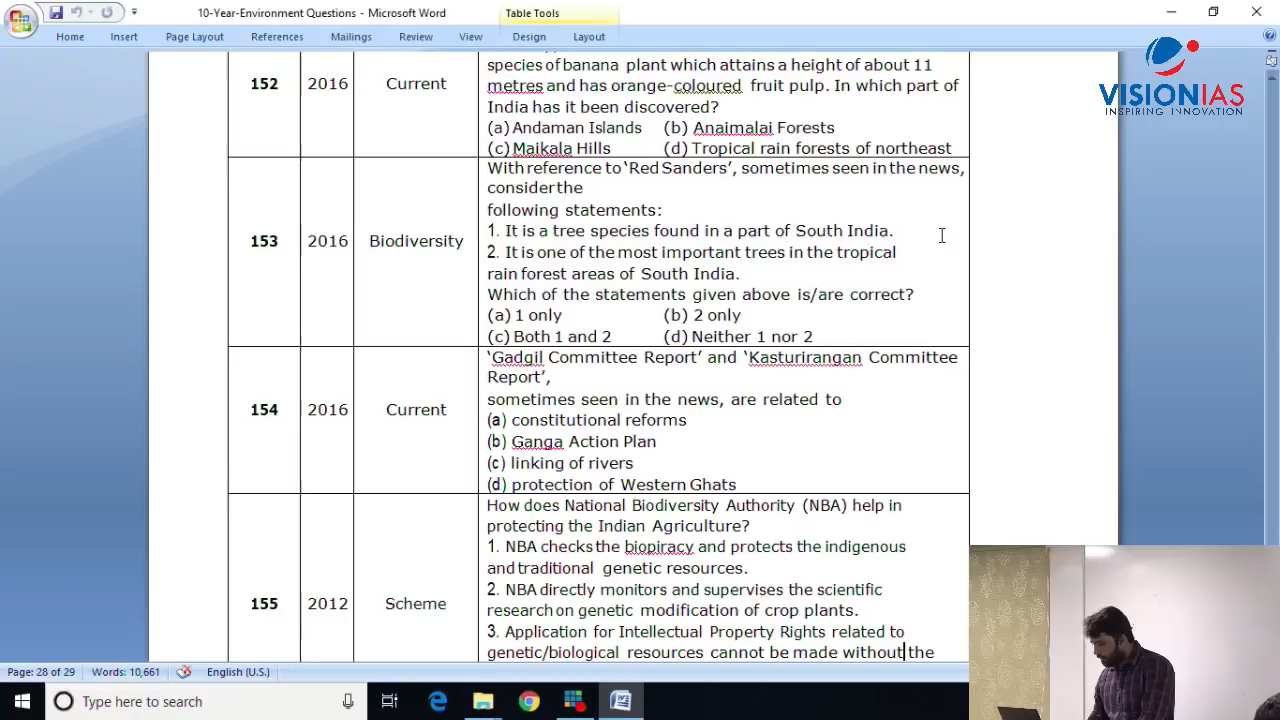 10-Year-Environment Questions - Microsoft Word
Table Tools
Home Insert Page Layout References Mailings Review View Design Layout
VISIONIAS
INSPIRING INNOVATION
152 2016 Current
species of banana plant which attains a height of about 11
metres and has orange-coloured fruit pulp. In which part of
India has it been discovered?
(a) Andaman Islands (b) Anaimalai Forests
(c) Maikala Hills (d) Tropical rain forests of northeast
153 2016 Biodiversity
With reference to ‘Red Sanders’, sometimes seen in the news,
consider the
following statements:
1. It is a tree species found in a part of South India.
2. It is one of the most important trees in the tropical
rain forest areas of South India.
Which of the statements given above is/are correct?
(a) 1 only (b) 2 only
(c) Both 1 and 2 (d) Neither 1 nor 2
154 2016 Current
‘Gadgil Committee Report’ and ‘Kasturirangan Committee
Report’,
sometimes seen in the news, are related to
(a) constitutional reforms
(b) Ganga Action Plan
(c) linking of rivers
(d) protection of Western Ghats
155 2012 Scheme
How does National Biodiversity Authority (NBA) help in
protecting the Indian Agriculture?
1. NBA checks the biopiracy and protects the indigenous
and traditional genetic resources.
2. NBA directly monitors and supervises the scientific
research on genetic modification of crop plants.
3. Application for Intellectual Property Rights related to
genetic/biological resources cannot be made without the
Page: 28 of 29 Words: 10,661 English (U.S.)
Type here to search